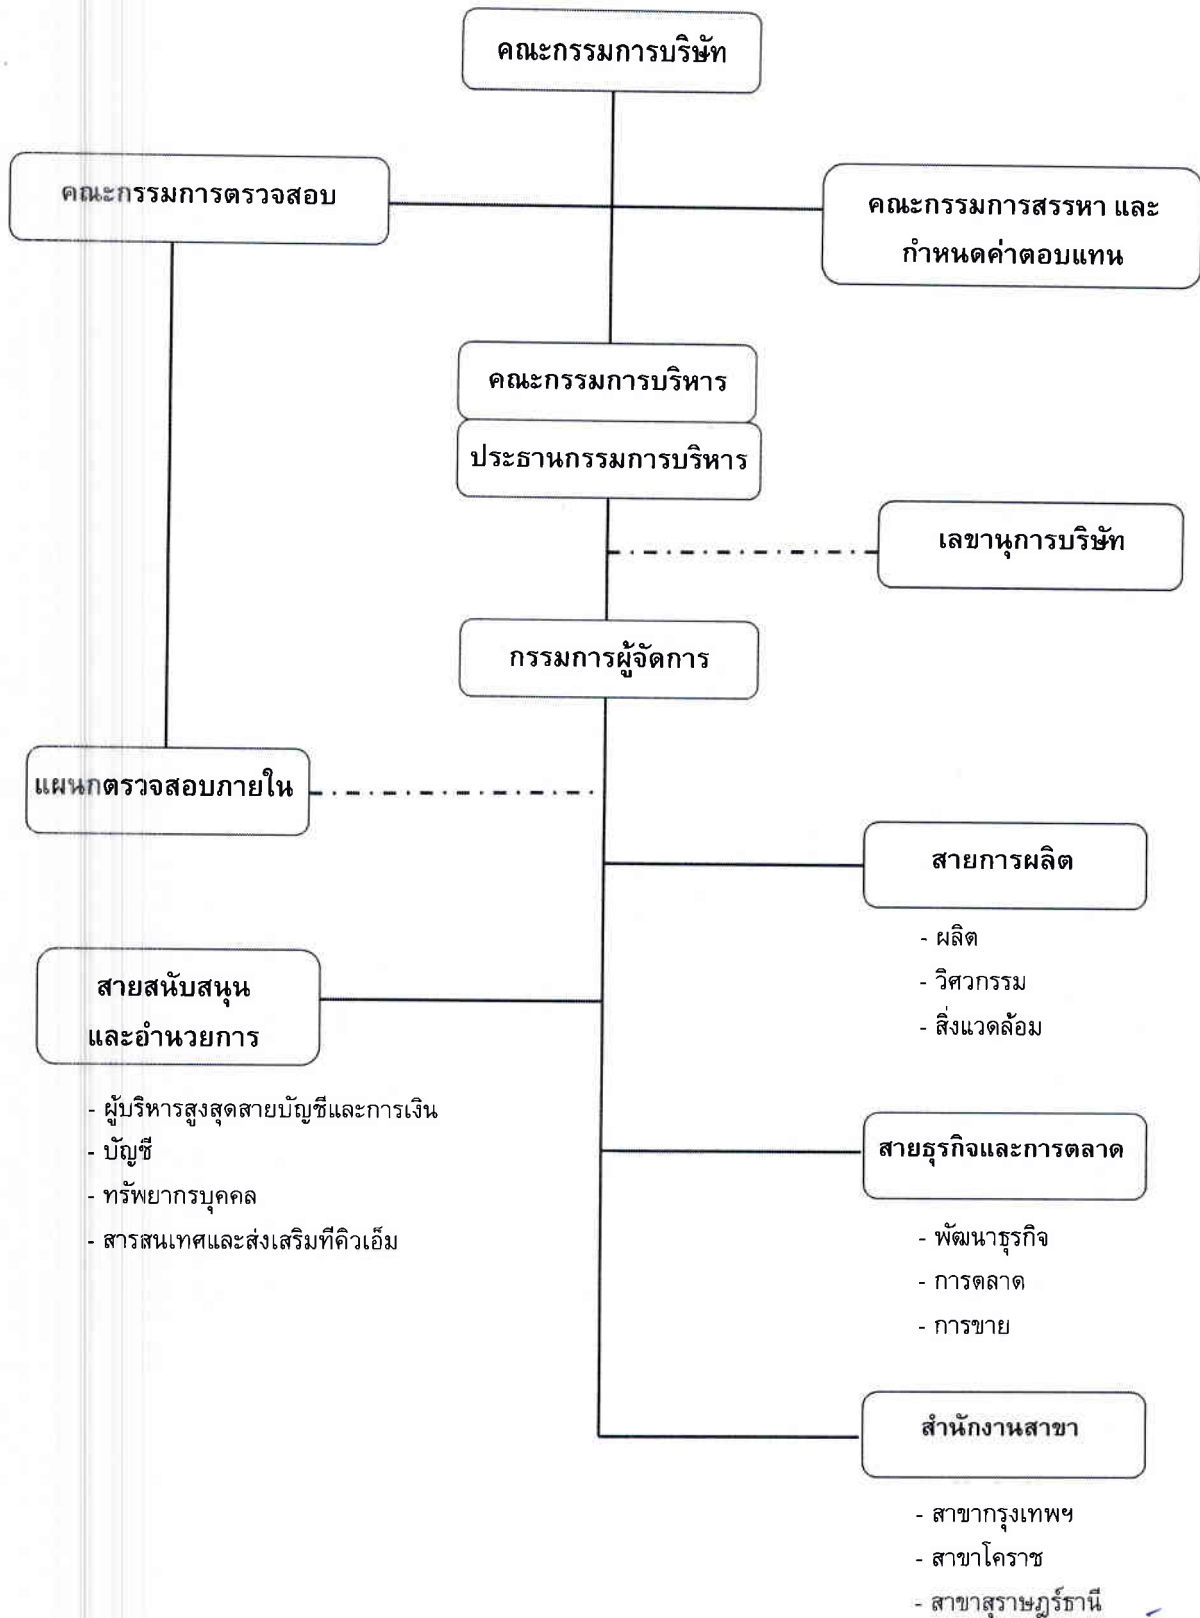 คณะกรรมการบริษัท
คณะกรรมการตรวจสอบ
คณะกรรมการสรรหา และ
กำหนดค่าตอบแทน
คณะกรรมการบริหาร
ประธานกรรมการบริหาร
เลขานุการบริษัท
กรรมการผู้จัดการ
แผนกตรวจสอบภายใน
สายการผลิต
- ผลิต
- วิศวกรรม
- สิ่งแวดล้อม
สายสนับสนุน
และอำนวยการ
- ผู้บริหารสูงสุดสายบัญชีและการเงิน
- บัญชี
- ทรัพยากรบุคคล
- สารสนเทศและส่งเสริมทีคิวเอ็ม
สายธุรกิจและการตลาด
- พัฒนาธุรกิจ
- การตลาด
- การขาย
สำนักงานสาขา
- สาขากรุงเทพฯ
- สาขาโคราช
- สาขาสุราษฎร์ธานี